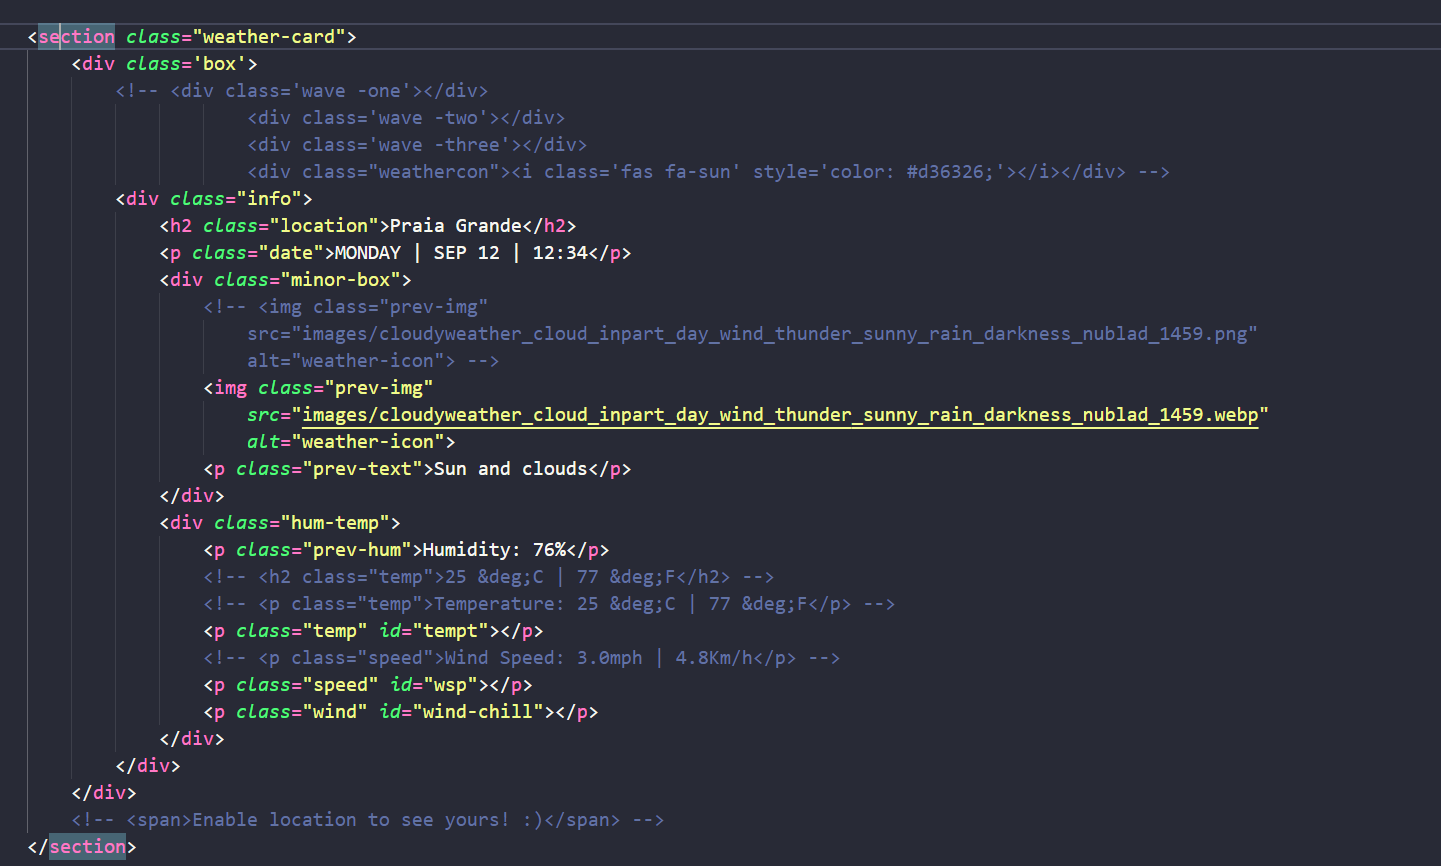 <section class="weather-card">
<div class='box'>
<!-- <div class='wave -one'></div>
<div class='wave -two'></div>
<div class='wave -three'></div>
<div class="weathercon"><i class='fas fa-sun' style='color: #d36326;'></i></div> -->
<div class="info">
<h2 class="location">Praia Grande</h2>
<p class="date">MONDAY | SEP 12 | 12:34</p>
<div class="minor-box">
<!-- <img class="prev-img"
src="images/cloudyweather_cloud_inpart_day_wind_thunder_sunny_rain_darkness_nublad_1459.png"
alt="weather-icon"> -->
<img class="prev-img"
src="images/cloudyweather_cloud_inpart_day_wind_thunder_sunny_rain_darkness_nublad_1459.webp"
alt="weather-icon">
<p class="prev-text">Sun and clouds</p>
</div>
<div class="hum-temp">
<p class="prev-hum">Humidity: 76%</p>
<!-- <h2 class="temp">25 &deg;C | 77 &deg;F</h2> -->
<!-- <p class="temp">Temperature: 25 &deg;C | 77 &deg;F</p> -->
<p class="temp" id="tempt"></p>
<!-- <p class="speed">Wind Speed: 3.0mph | 4.8Km/h</p> -->
<p class="speed" id="wsp"></p>
<p class="wind" id="wind-chill"></p>
</div>
</div>
</div>
<!-- <span>Enable location to see yours! :)</span> -->
</section>